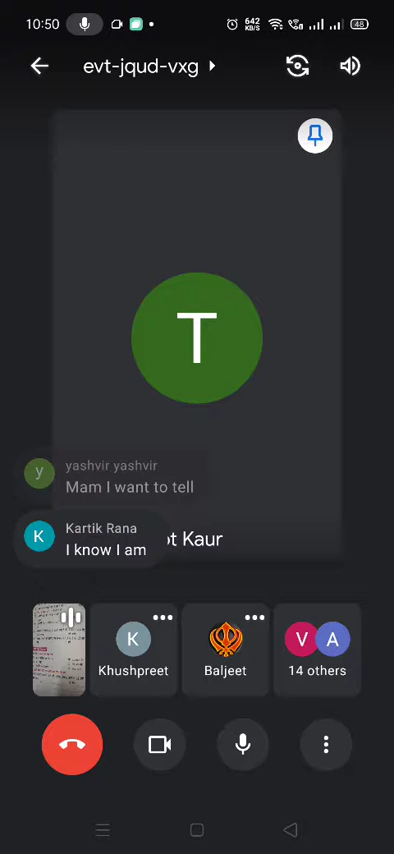 10:50
642
KB/S
48
evt-jqud-vxg
T
y
yashvir yashvir
Mam I want to tell
K
Kartik Rana
I know I am
ot Kaur
K
Khushpreet
Baljeet
V A
14 others